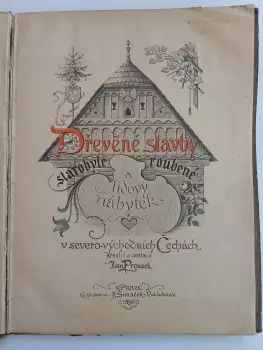 Dřevěné stavby
starobylé roubené
a
lidový
nábytek
v severo-východních Čechách.
Jan Prousek
V PRAZE